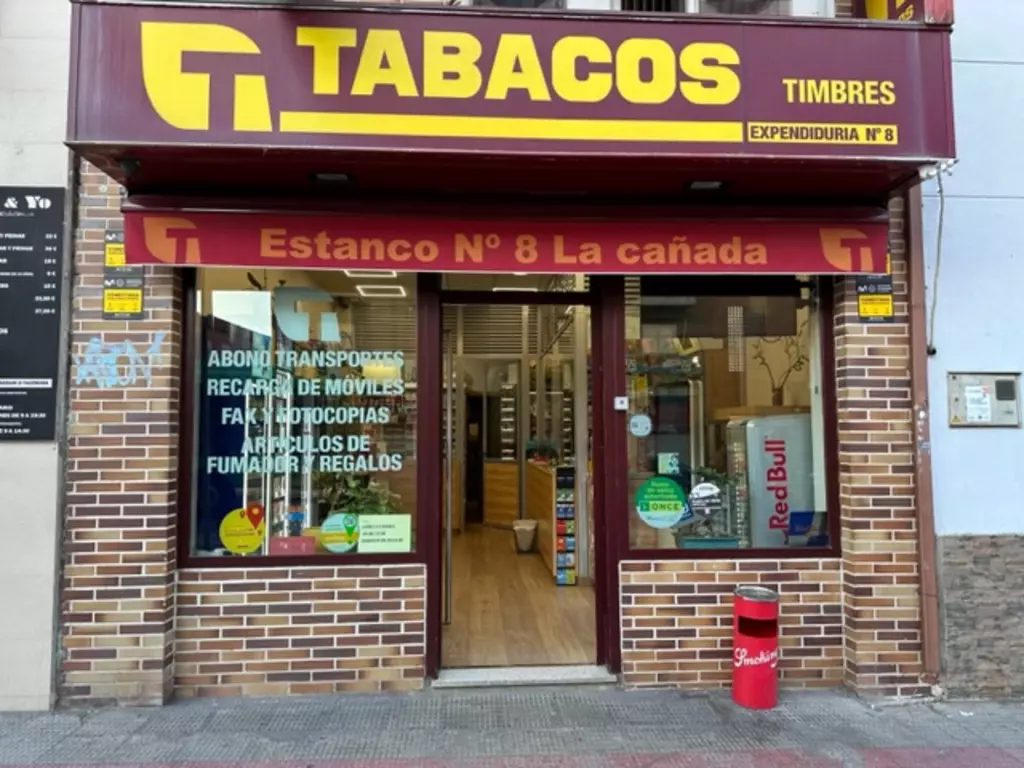 TABACOS
TIMBRES
EXPENDIDURIA Nº 8
Estanco Nº 8 La cañada
& Yo
ABONO TRANSPORTES
RECARGA DE MÓVILES
FAX Y FOTOCOPIAS
ARTICULOS DE
FUMADOR Y REGALOS
ONCE
RedBull
Smoking